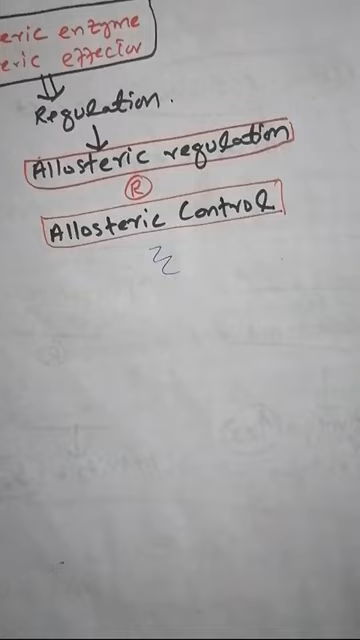 eric enzyme
eric effector
Regulation.
Allosteric regulation
R
Allosteric Control